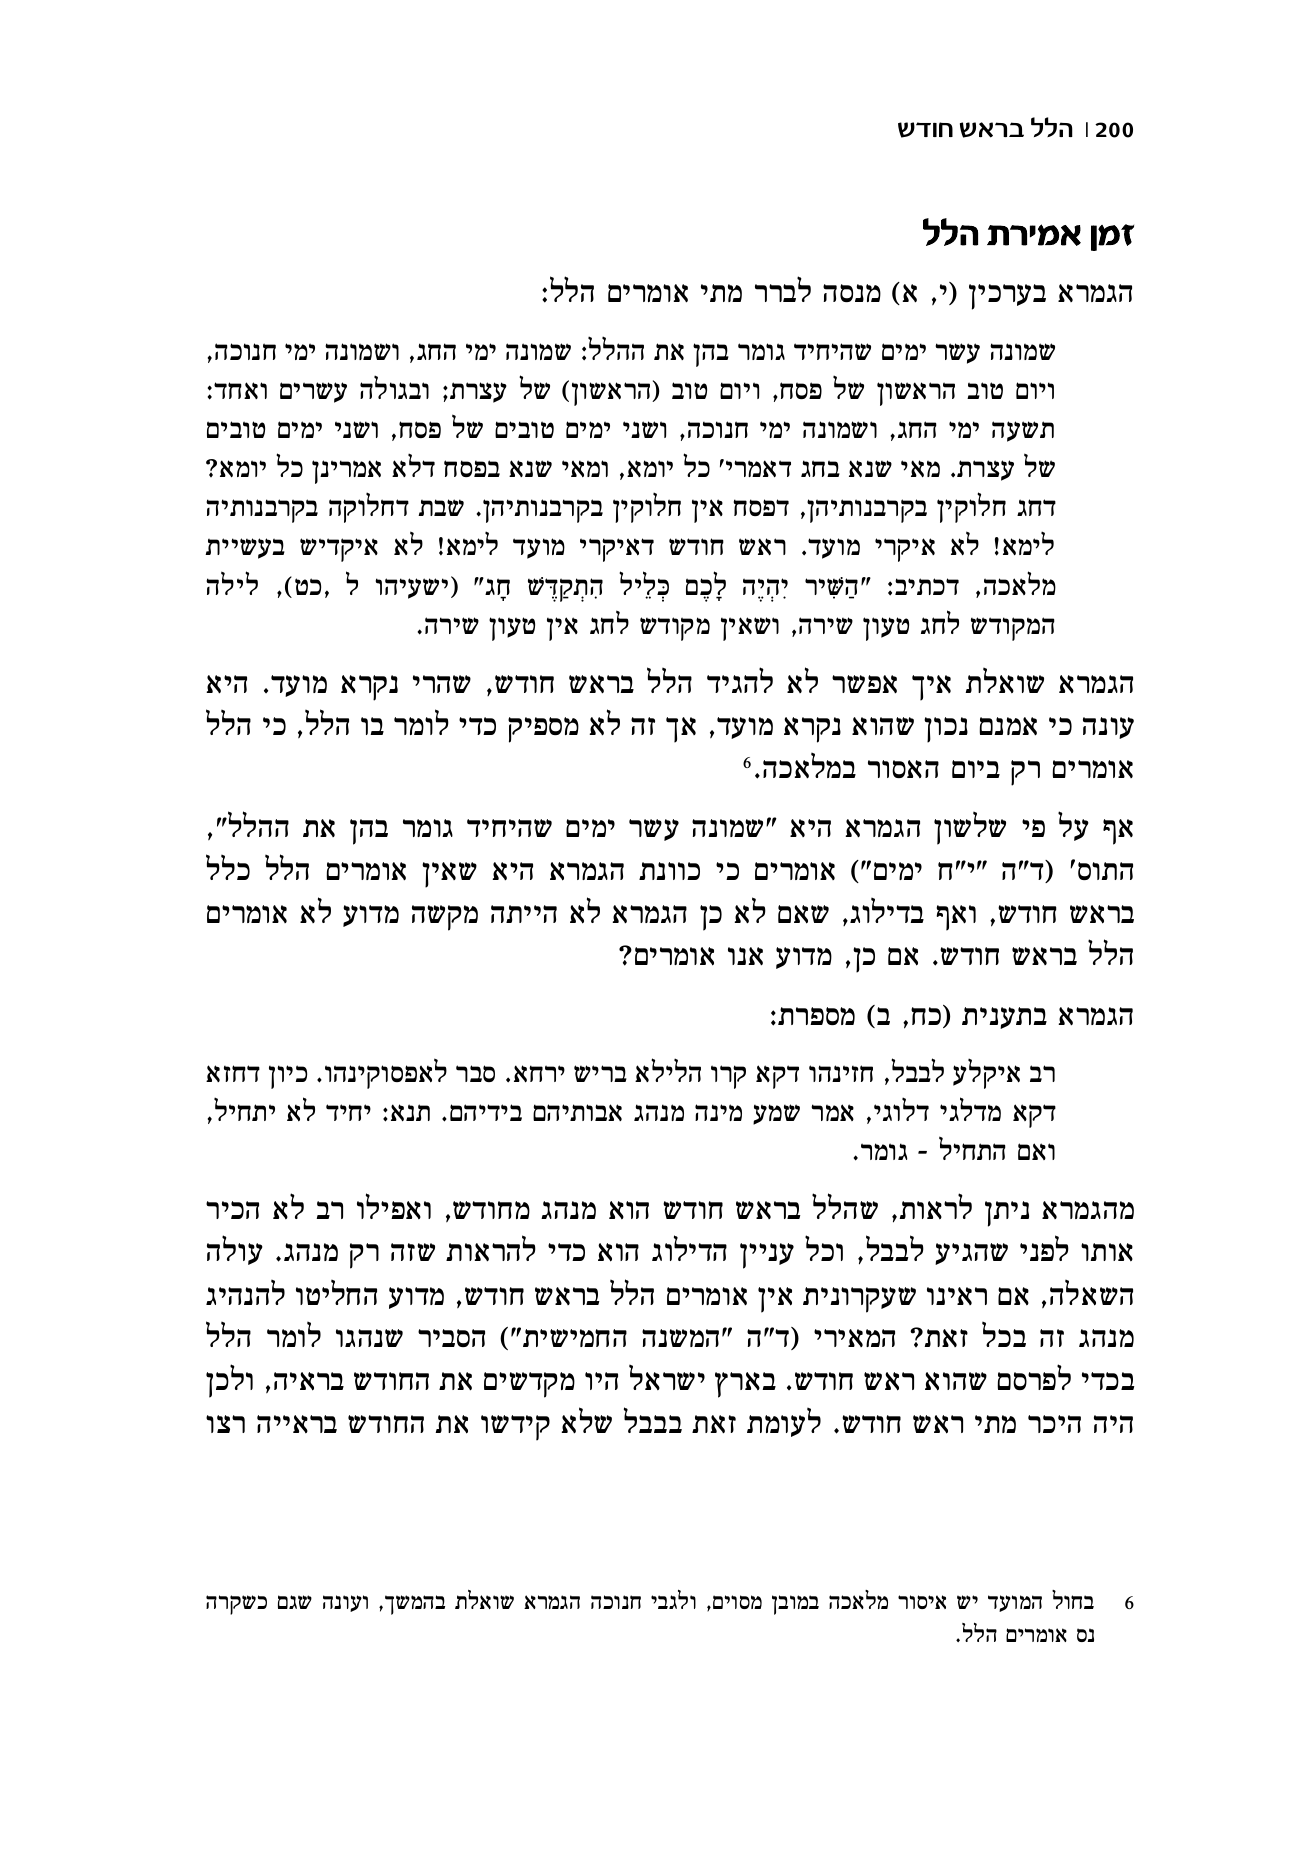 200 | הלל בראש חודש
זמן אמירת הלל
הגמרא בערכין (י, א) מנסה לברר מתי אומרים הלל:
שמונה עשר ימים שהיחיד גומר בהן את ההלל: שמונה ימי החג, ושמונה ימי חנוכה,
ויום טוב הראשון של פסח, ויום טוב (הראשון) של עצרת; ובגולה עשרים ואחד:
תשעה ימי החג, ושמונה ימי חנוכה, ושני ימים טובים של פסח, ושני ימים טובים
של עצרת. מאי שנא בחג דאמרי' כל יומא, ומאי שנא בפסח דלא אמרינן כל יומא?
דחג חלוקין בקרבנותיהן, דפסח אין חלוקין בקרבנותיהן. שבת דחלוקה בקרבנותיה
לימא! לא איקרי מועד. ראש חודש דאיקרי מועד לימא! לא איקדיש בעשיית
מלאכה, דכתיב: "הַשִּׁיר יִהְיֶה לָכֶם כְּלֵיל הִתְקַדֶּשׁ חָג" (ישעיהו ל ,כט), לילה
המקודש לחג טעון שירה, ושאין מקודש לחג אין טעון שירה.
הגמרא שואלת איך אפשר לא להגיד הלל בראש חודש, שהרי נקרא מועד. היא
עונה כי אמנם נכון שהוא נקרא מועד, אך זה לא מספיק כדי לומר בו הלל, כי הלל
אומרים רק ביום האסור במלאכה.6
אף על פי שלשון הגמרא היא "שמונה עשר ימים שהיחיד גומר בהן את ההלל",
התוס' (ד"ה "י"ח ימים") אומרים כי כוונת הגמרא היא שאין אומרים הלל כלל
בראש חודש, ואף בדילוג, שאם לא כן הגמרא לא הייתה מקשה מדוע לא אומרים
הלל בראש חודש. אם כן, מדוע אנו אומרים?
הגמרא בתענית (כח, ב) מספרת:
רב איקלע לבבל, חזינהו דקא קרו הלילא בריש ירחא. סבר לאפסוקינהו. כיון דחזא
דקא מדלגי דלוגי, אמר שמע מינה מנהג אבותיהם בידיהם. תנא: יחיד לא יתחיל,
ואם התחיל - גומר.
מהגמרא ניתן לראות, שהלל בראש חודש הוא מנהג מחודש, ואפילו רב לא הכיר
אותו לפני שהגיע לבבל, וכל עניין הדילוג הוא כדי להראות שזה רק מנהג. עולה
השאלה, אם ראינו שעקרונית אין אומרים הלל בראש חודש, מדוע החליטו להנהיג
מנהג זה בכל זאת? המאירי (ד"ה "המשנה החמישית") הסביר שנהגו לומר הלל
בכדי לפרסם שהוא ראש חודש. בארץ ישראל היו מקדשים את החודש בראיה, ולכן
היה היכר מתי ראש חודש. לעומת זאת בבבל שלא קידשו את החודש בראייה רצו
6 בחול המועד יש איסור מלאכה במובן מסוים, ולגבי חנוכה הגמרא שואלת בהמשך, ועונה שגם כשקרה
נס אומרים הלל.